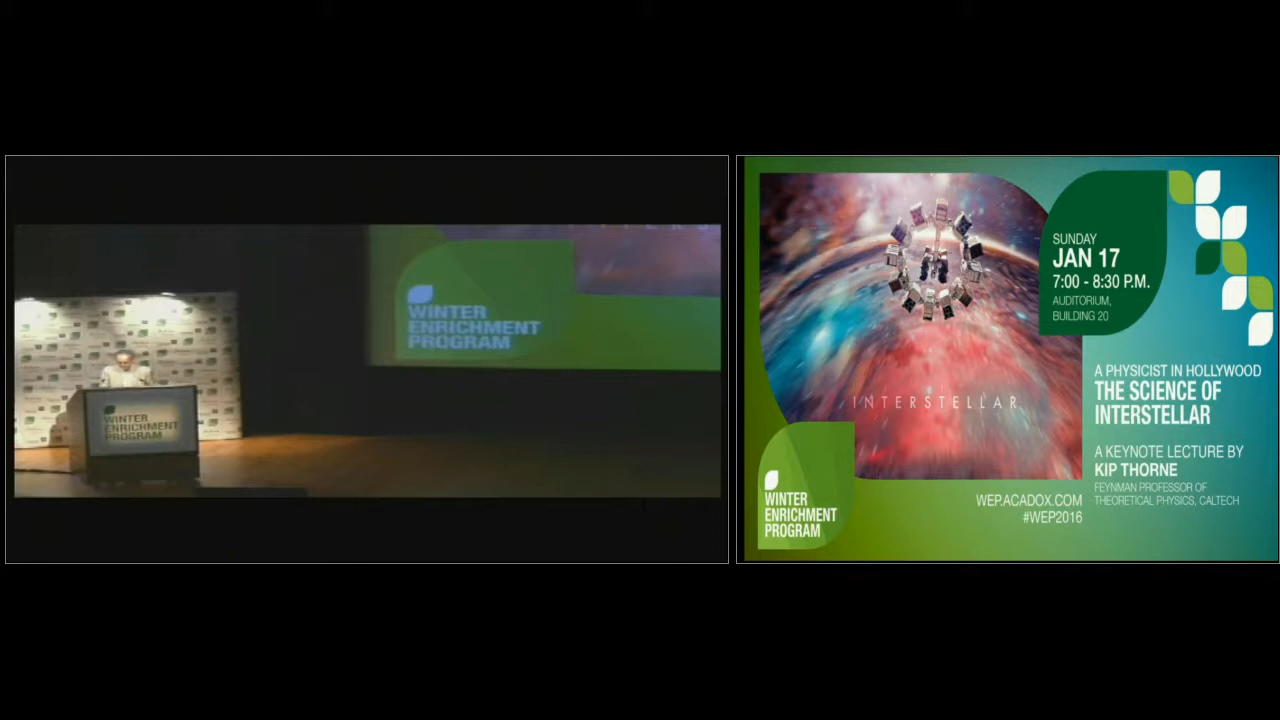 WINTER
ENRICHMENT
PROGRAM
WINTER
ENRICHMENT
PROGRAM
INTERSTELLAR
SUNDAY
JAN 17
7:00 - 8:30 P.M.
AUDITORIUM,
BUILDING 20
A PHYSICIST IN HOLLYWOOD
THE SCIENCE OF
INTERSTELLAR
A KEYNOTE LECTURE BY
KIP THORNE
FEYNMAN PROFESSOR OF
THEORETICAL PHYSICS, CALTECH
WEP.ACADOX.COM
#WEP2016
WINTER
ENRICHMENT
PROGRAM